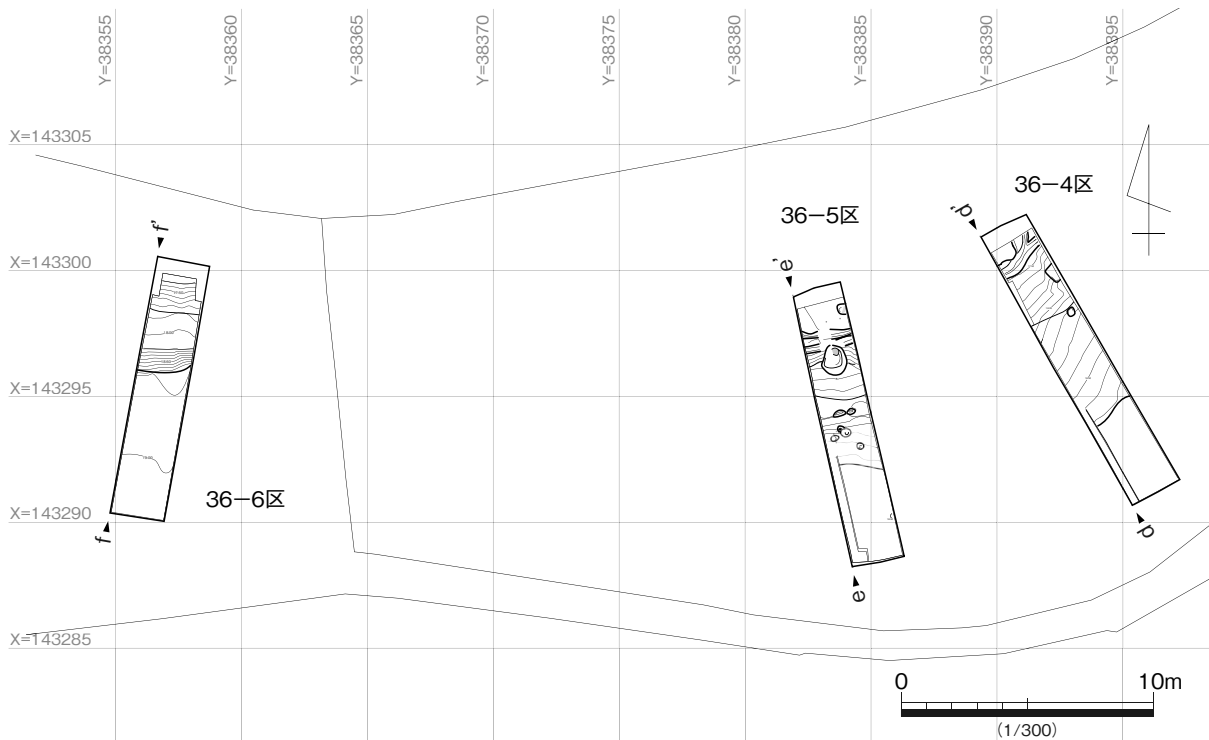 Y=38355
Y=38360
Y=38365
Y=38370
Y=38375
Y=38380
Y=38385
Y=38390
Y=38395
X=143305
X=143300
X=143295
X=143290
X=143285
36−4区
36−5区
36−6区
d'
d
e'
e
f'
f
0 10m
(1/300)